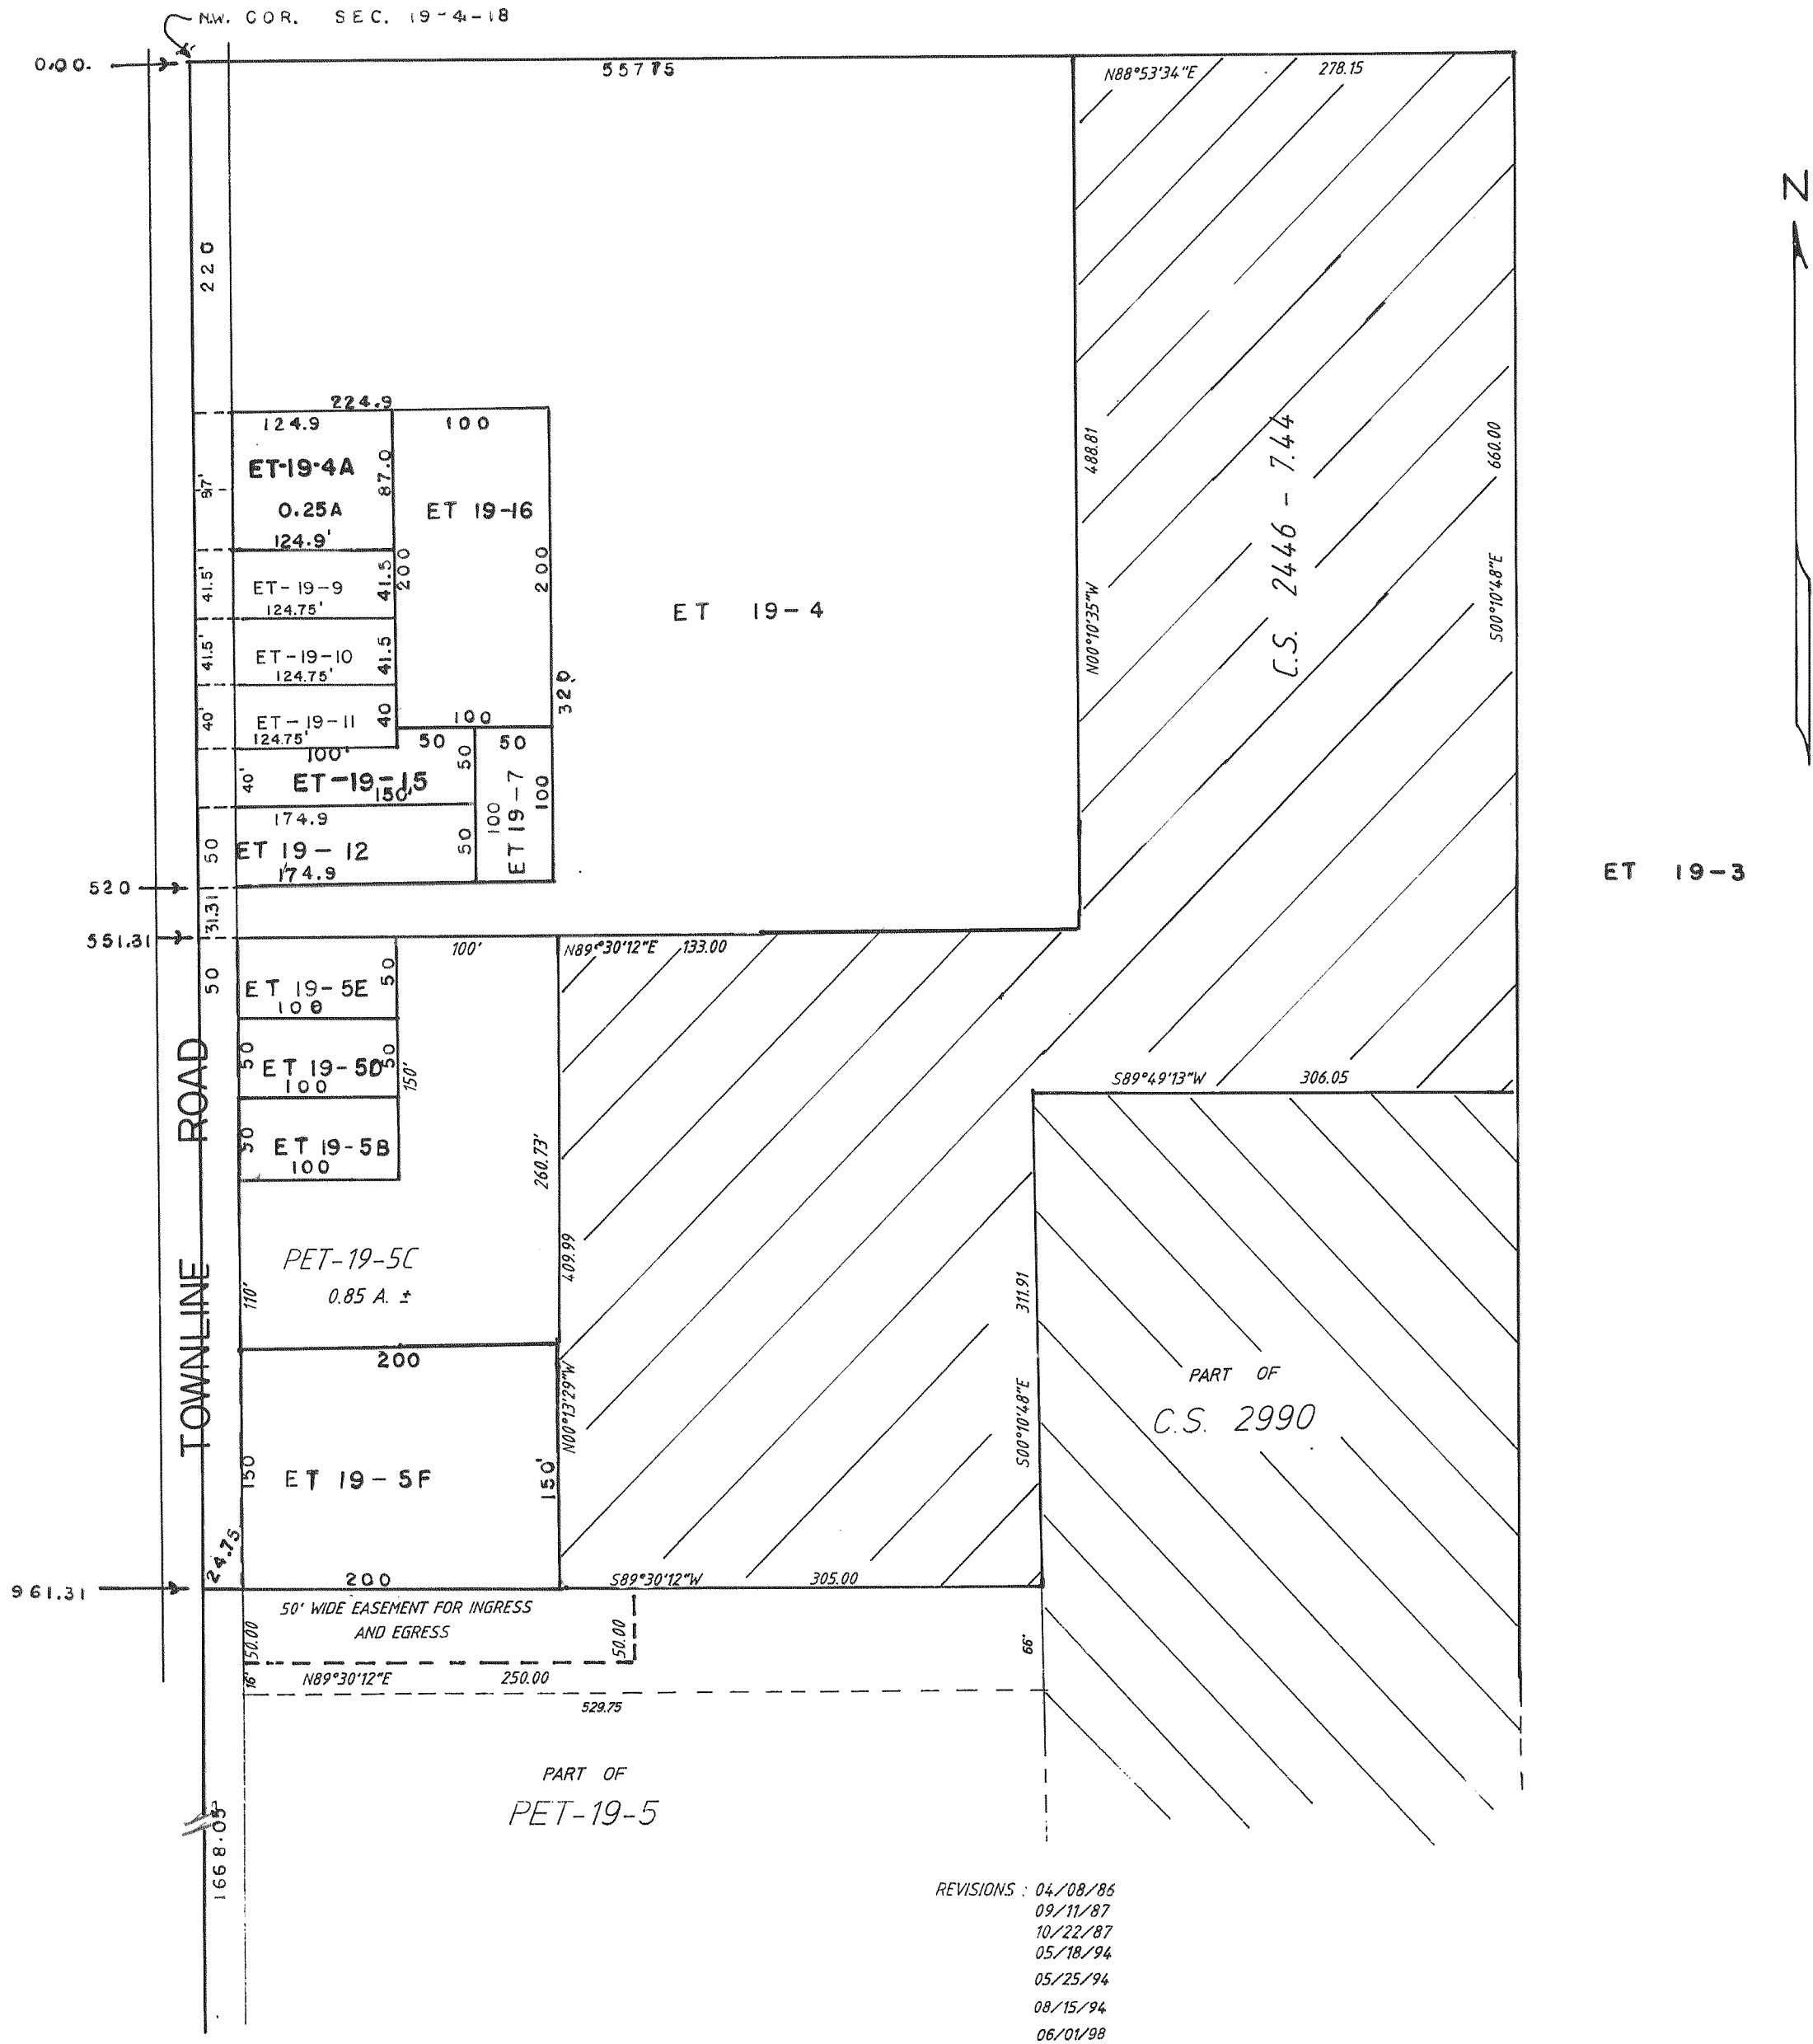 N.W. COR. SEC. 19-4-18
0.00.
557.75
N88°53'34"E
278.15
N
220
224.9
124.9
100
ET-19-4A
87.0
0.25A
ET 19-16
124.9'
41.5'
ET-19-9
41.5
200
200
124.75'
ET 19-4
488.81
C.S. 2446 - 7.44
660.00
N00°10'35"W
S00°10'48"E
41.5'
ET-19-10
41.5
124.75'
320.
40'
ET-19-11
40
100
124.75'
50
50
50
100'
40'
ET-19-15
150'
100
ET 19-7
100
174.9
50
ET 19-12
50
174.9
520
ET 19-3
31.31
551.31
100'
N89°30'12"E
133.00
50
ET 19-5E
50
100
50
ET 19-5D
50
100
150'
S89°49'13"W
306.05
50
ET 19-5B
100
260.73'
TOWNLINE ROAD
PET-19-5C
0.85 A. ±
110'
409.99
311.91
200
N00°13'29"W
S00°10'48"E
PART OF
C.S. 2990
150
ET 19-5F
150'
24.75
961.31
200
S89°30'12"W
305.00
50' WIDE EASEMENT FOR INGRESS
AND EGRESS
50.00
50.00
66'
16'
N89°30'12"E
250.00
529.75
PART OF
PET-19-5
1668.05
REVISIONS : 04/08/86
09/11/87
10/22/87
05/18/94
05/25/94
08/15/94
06/01/98